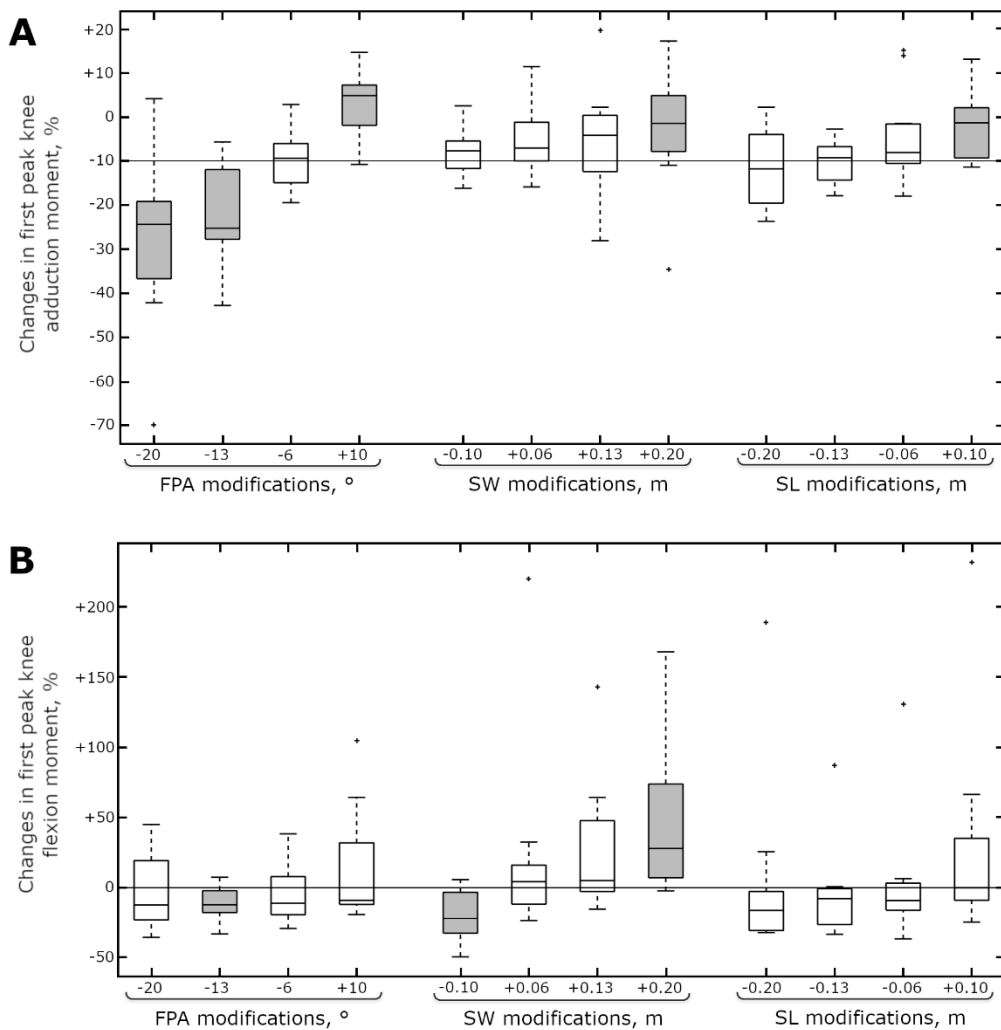 A
Changes in first peak knee
adduction moment, %
+20
+10
0
-10
-20
-30
-40
-50
-60
-70
-20 -13 -6 +10 -0.10 +0.06 +0.13 +0.20 -0.20 -0.13 -0.06 +0.10
FPA modifications, ° SW modifications, m SL modifications, m
B
Changes in first peak knee
flexion moment, %
+200
+150
+100
+50
0
-50
-20 -13 -6 +10 -0.10 +0.06 +0.13 +0.20 -0.20 -0.13 -0.06 +0.10
FPA modifications, ° SW modifications, m SL modifications, m